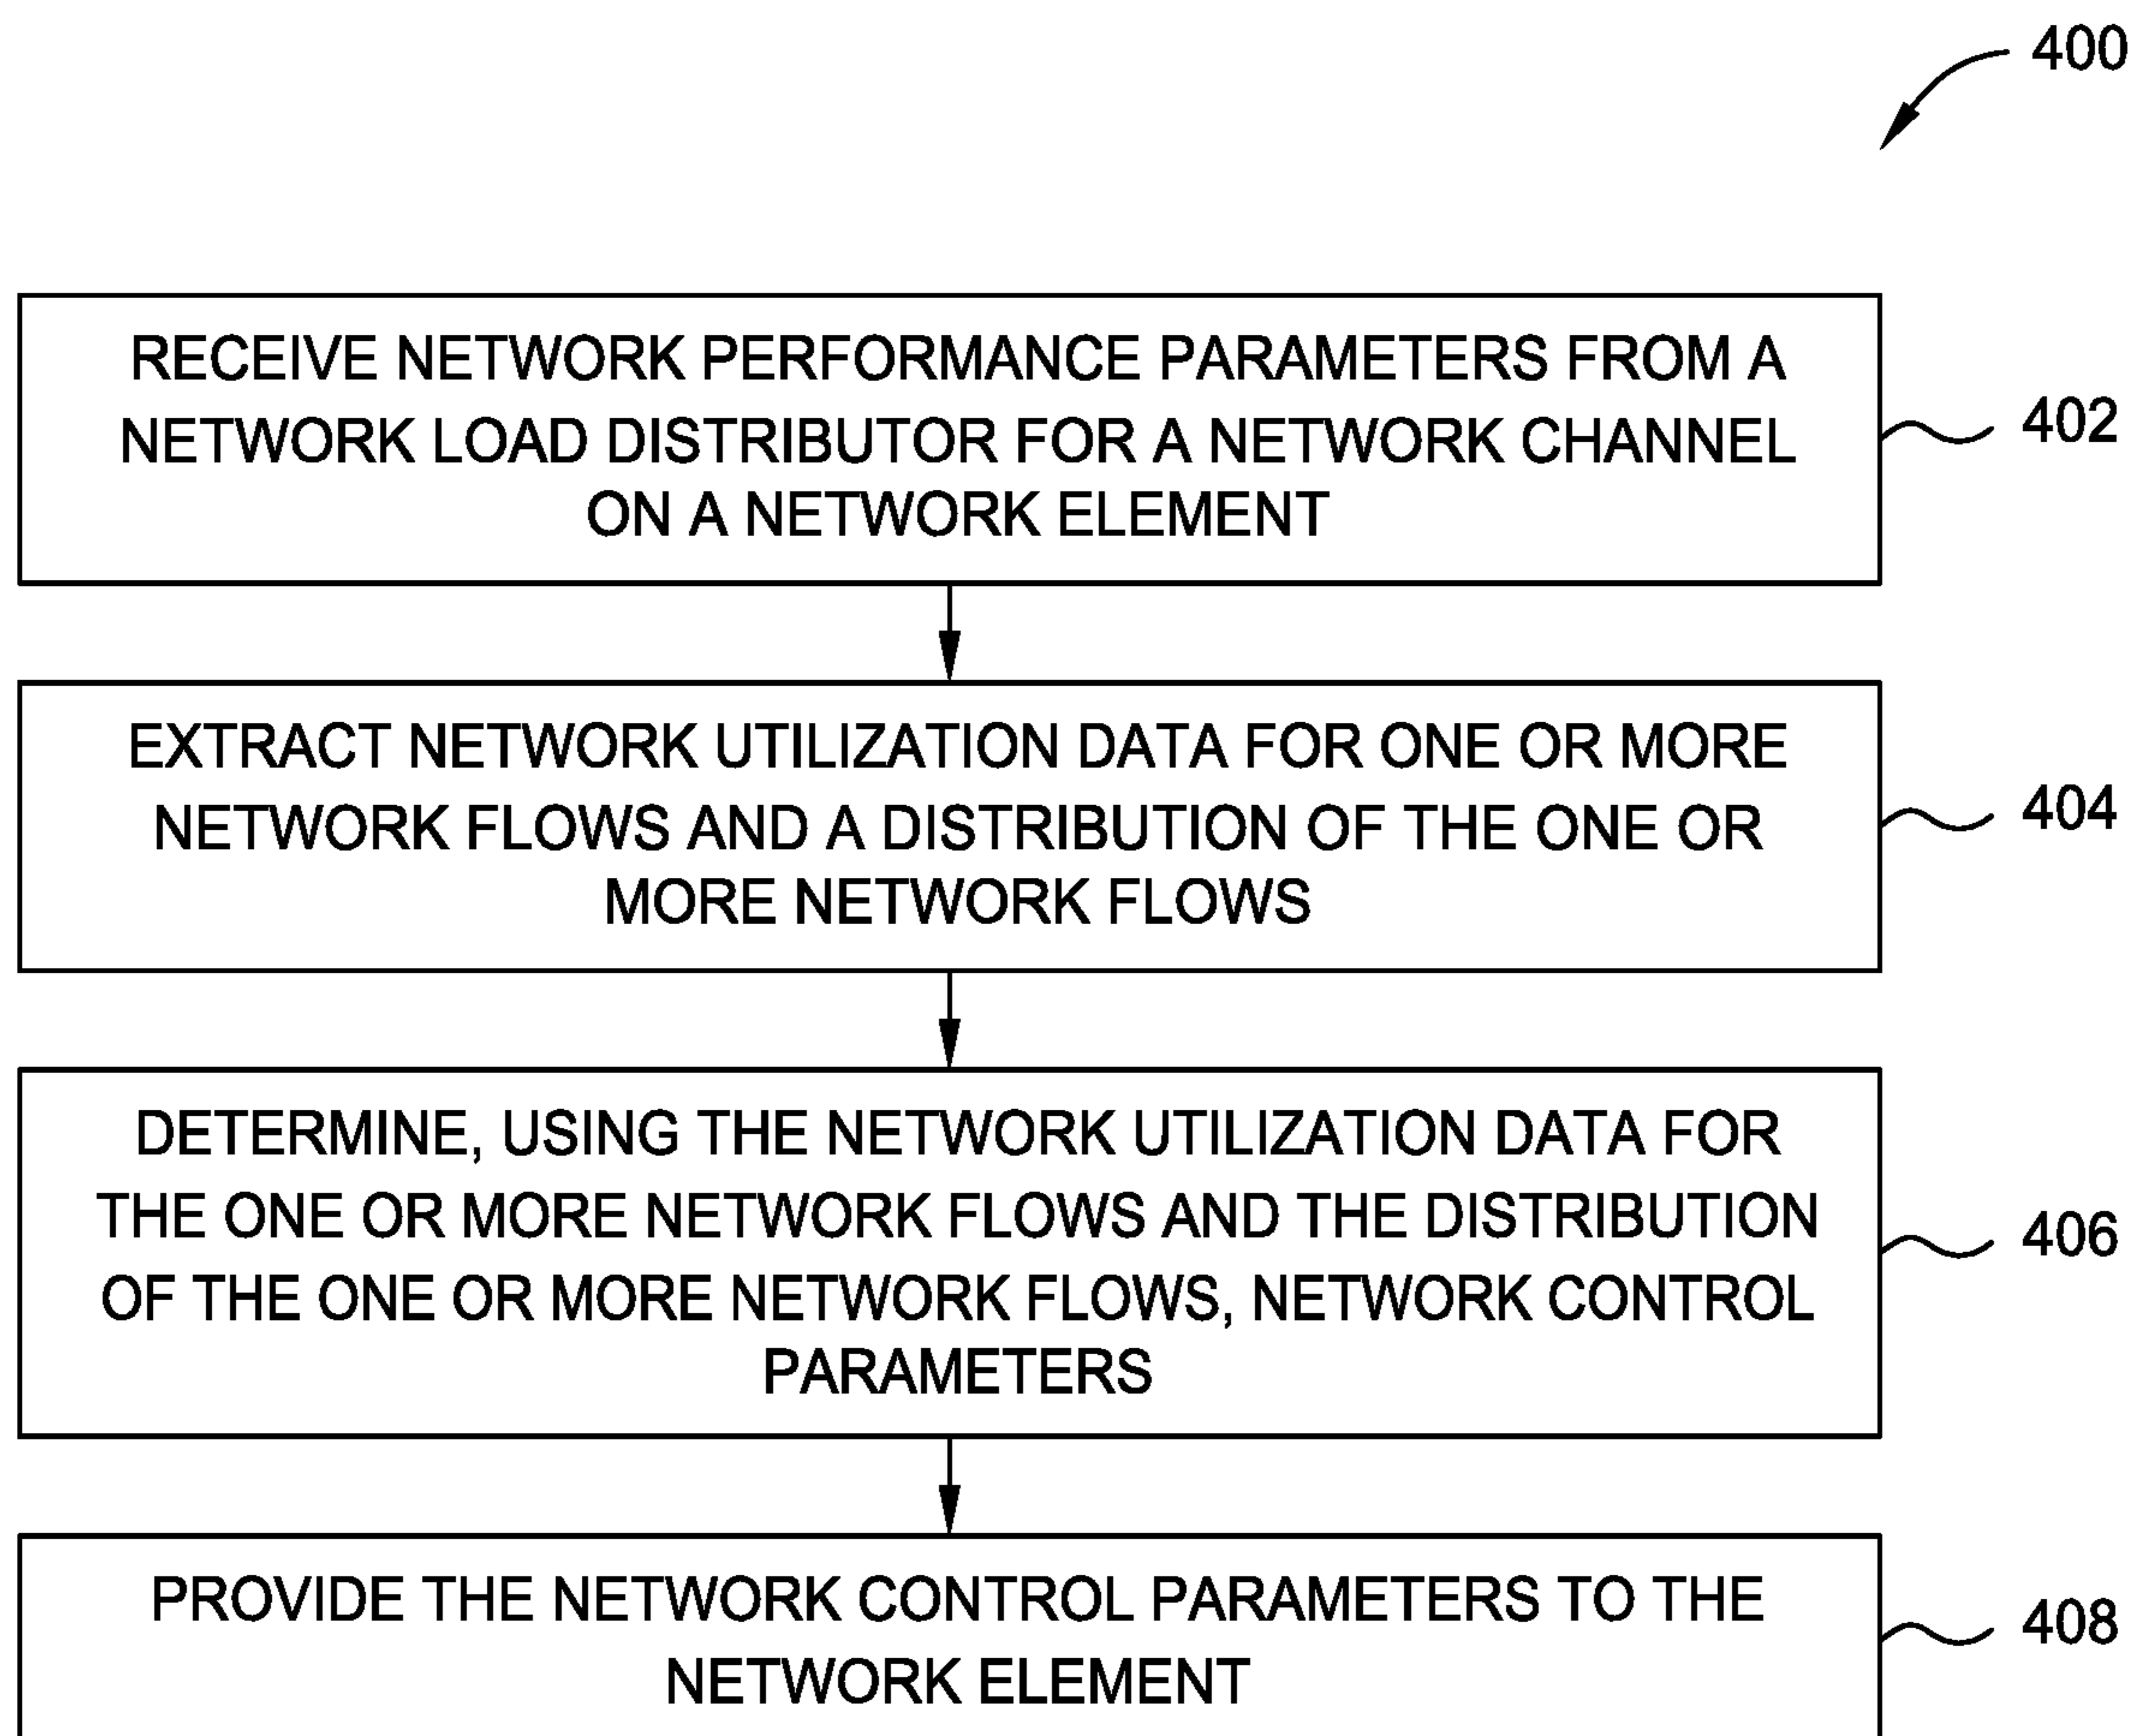 400
RECEIVE NETWORK PERFORMANCE PARAMETERS FROM A
NETWORK LOAD DISTRIBUTOR FOR A NETWORK CHANNEL
ON A NETWORK ELEMENT
402
EXTRACT NETWORK UTILIZATION DATA FOR ONE OR MORE
NETWORK FLOWS AND A DISTRIBUTION OF THE ONE OR
MORE NETWORK FLOWS
404
DETERMINE, USING THE NETWORK UTILIZATION DATA FOR
THE ONE OR MORE NETWORK FLOWS AND THE DISTRIBUTION
OF THE ONE OR MORE NETWORK FLOWS, NETWORK CONTROL
PARAMETERS
406
PROVIDE THE NETWORK CONTROL PARAMETERS TO THE
NETWORK ELEMENT
408